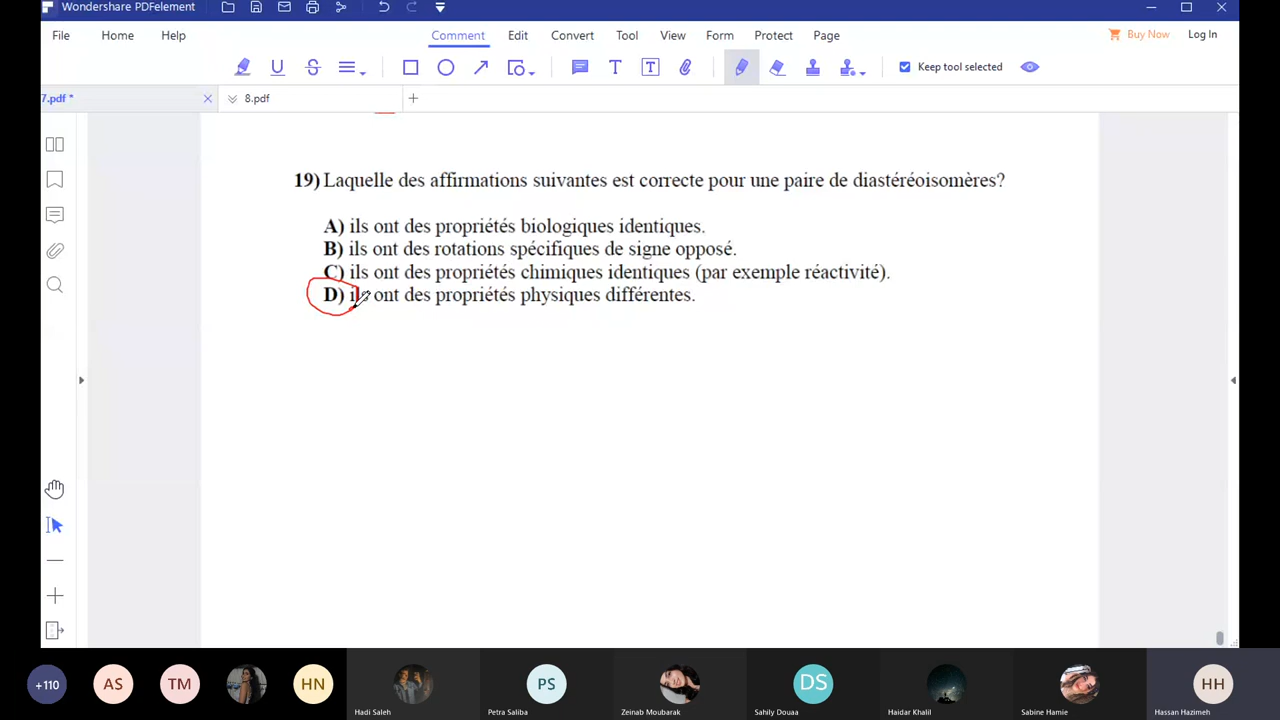 Wondershare PDFelement
File Home Help Comment Edit Convert Tool View Form Protect Page Buy Now Log In
Keep tool selected
7.pdf * 8.pdf
19) Laquelle des affirmations suivantes est correcte pour une paire de diastéréoisomères?
A) ils ont des propriétés biologiques identiques.
B) ils ont des rotations spécifiques de signe opposé.
C) ils ont des propriétés chimiques identiques (par exemple réactivité).
D) ils ont des propriétés physiques différentes.
+110 AS TM HN PS DS HH
Hadi Saleh Petra Saliba Zeinab Moubarak Sahily Douaa Haidar Khalil Sabine Hamie Hassan Hazimeh